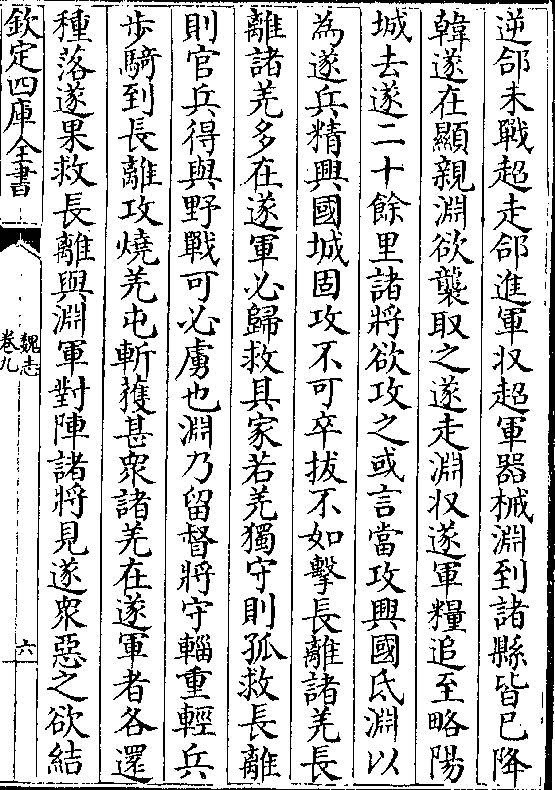 逆郃未戰超走郃進軍収超軍器械淵到諸縣皆已降
韓遂在顯親淵欲襲取之遂走淵収遂軍糧追至略陽
城去遂二十餘里諸將欲攻之或言當攻興國氐淵以
為遂兵精興國城固攻不可卒拔不如擊長離諸羌長
離諸羌多在遂軍必歸救其家若羌獨守則孤救長離
則官兵得與野戰可必虜也淵乃留督將守輜重輕兵
步騎到長離攻燒羌屯斬獲甚衆諸羌在遂軍者各還
種落遂果救長離與淵軍對陣諸將見遂衆惡之欲結
欽定四庫全書
魏志
卷九
六